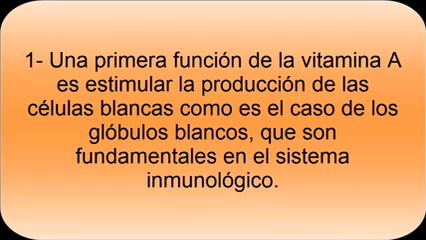 1- Una primera función de la vitamina A
es estimular la producción de las
células blancas como es el caso de los
glóbulos blancos, que son
fundamentales en el sistema
inmunológico.